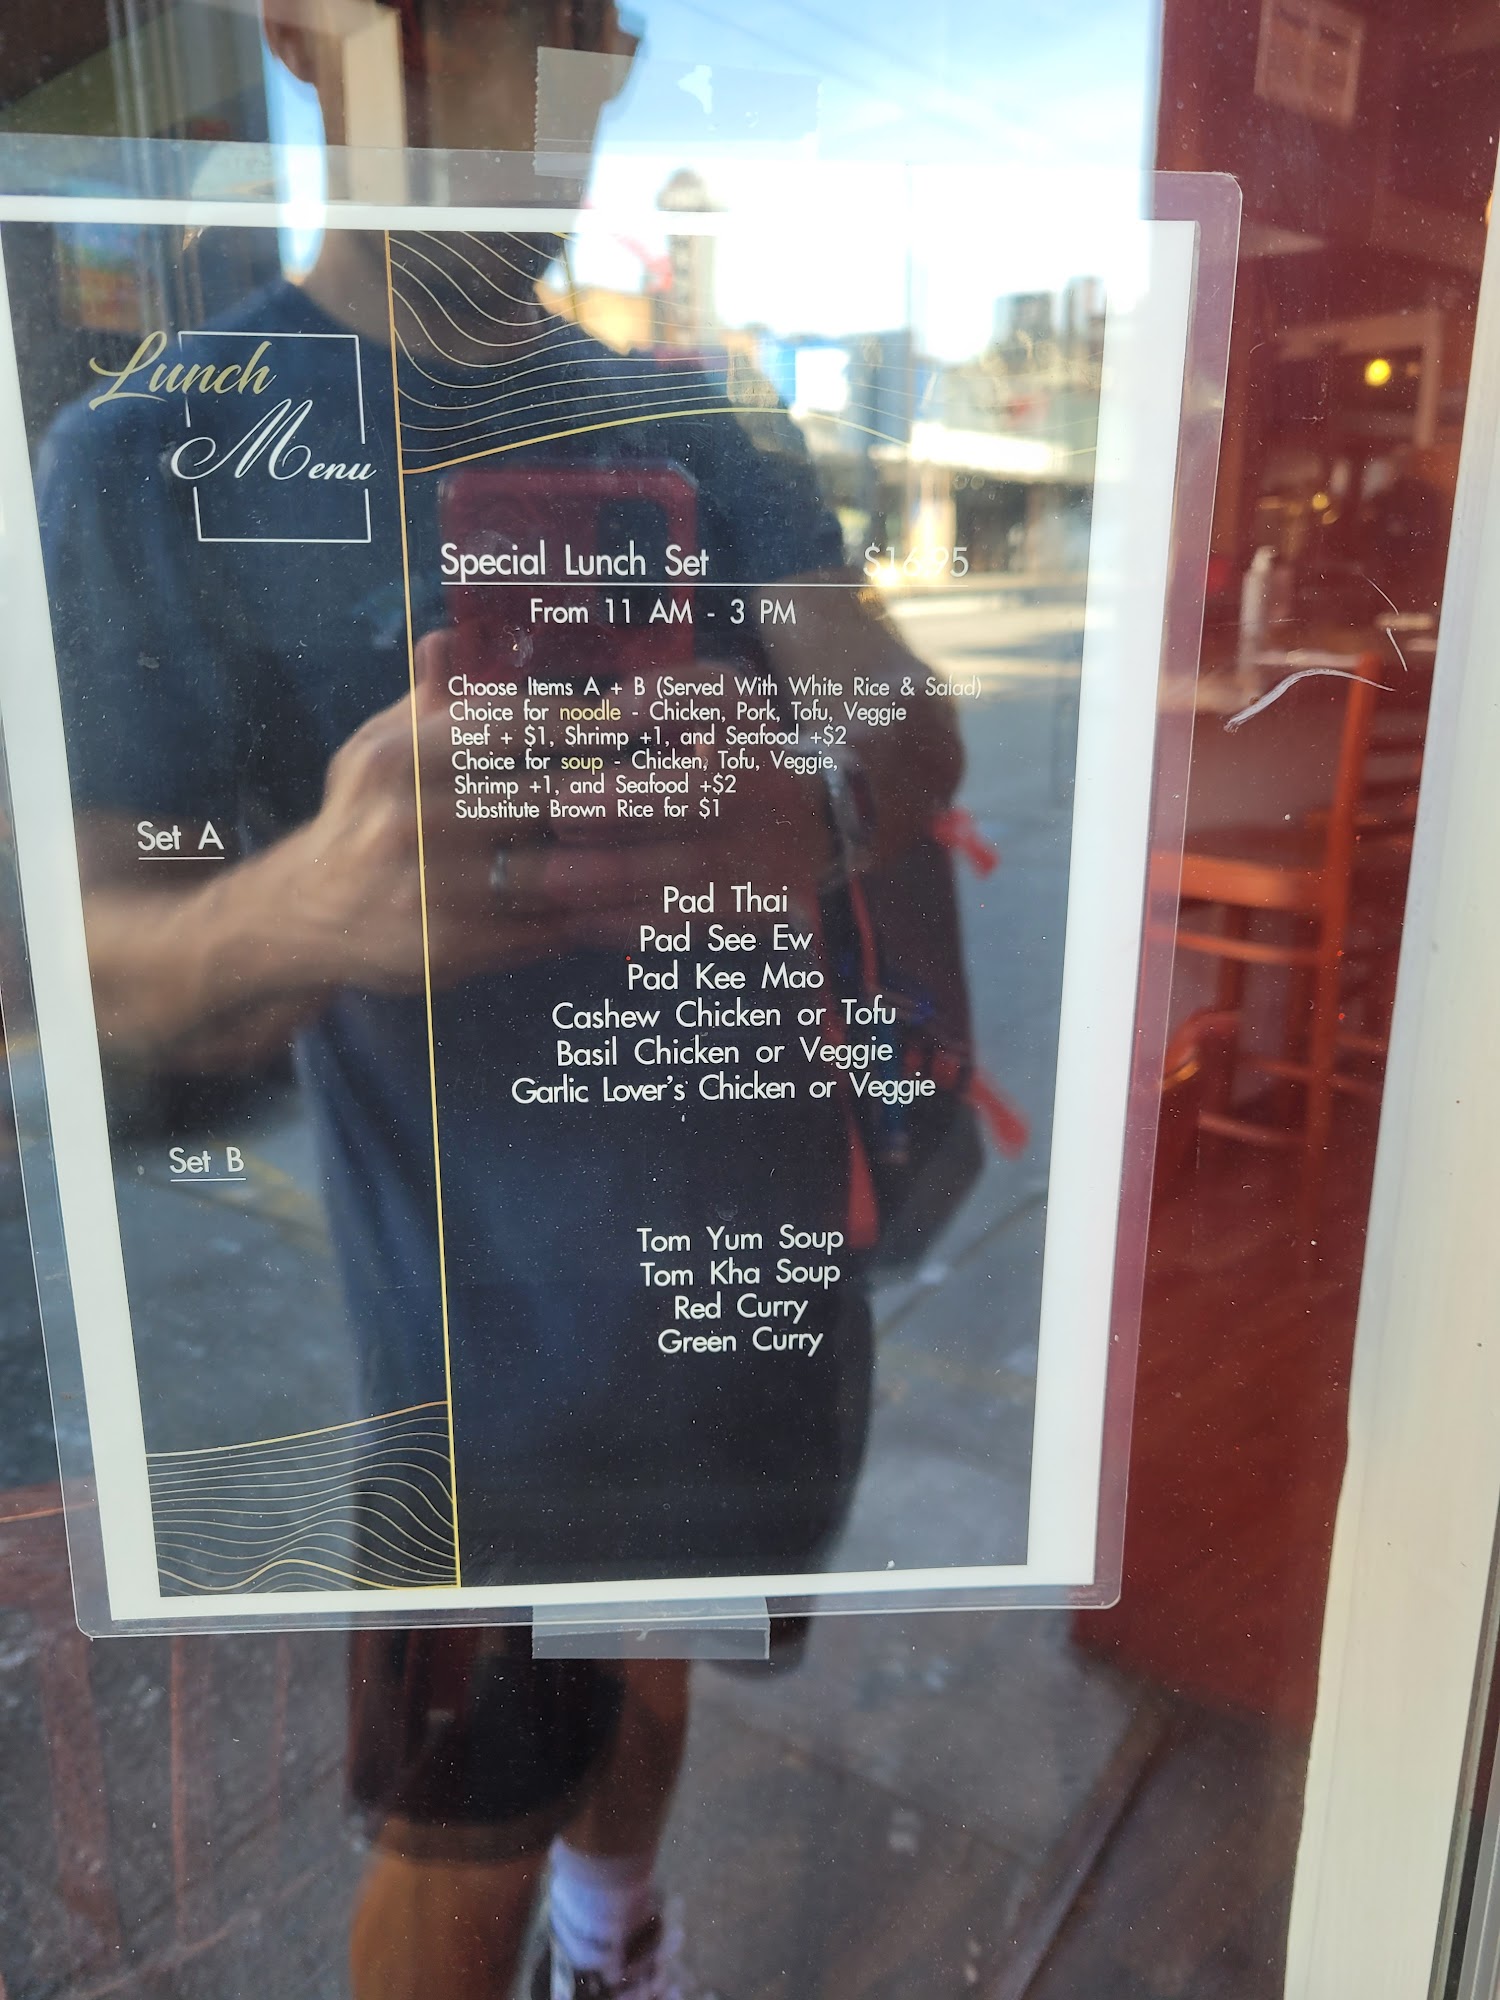 Lunch
Menu
Special Lunch Set $16.95
From 11 AM - 3 PM
Choose Items A + B (Served With White Rice & Salad)
Choice for noodle - Chicken, Pork, Tofu, Veggie
Beef + $1, Shrimp +1, and Seafood +$2
Choice for soup - Chicken, Tofu, Veggie,
Shrimp +1, and Seafood +$2
Substitute Brown Rice for $1
Set A
Pad Thai
Pad See Ew
Pad Kee Mao
Cashew Chicken or Tofu
Basil Chicken or Veggie
Garlic Lover's Chicken or Veggie
Set B
Tom Yum Soup
Tom Kha Soup
Red Curry
Green Curry